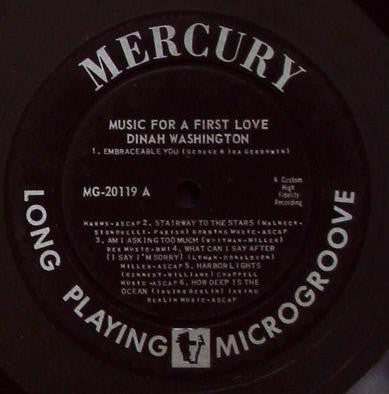 MERCURY
MUSIC FOR A FIRST LOVE
DINAH WASHINGTON
1. EMBRACEABLE YOU (GEORGE & IRA GERSHWIN)
MG-20119 A
A Custom
High
Fidelity
Recording
HARMS-ASCAP 2. STAIRWAY TO THE STARS (MALNECK-
SIGNORELLI-PARISH) ROBBINS MUSIC-ASCAP
3. AM I ASKING TOO MUCH (WHITMAN-MILLER)
DEE MUSIC-BMI 4. WHAT CAN I SAY AFTER
(I SAY I'M SORRY) (LYMAN-DONALDSON)
MILLER-ASCAP 5. HARBOR LIGHTS
(KENNEDY-WILLIAMS) CHAPPELL
MUSIC-ASCAP 6. HOW DEEP IS THE
OCEAN (IRVING BERLIN) IRVING
BERLIN MUSIC-ASCAP
LONG PLAYING MICROGROOVE